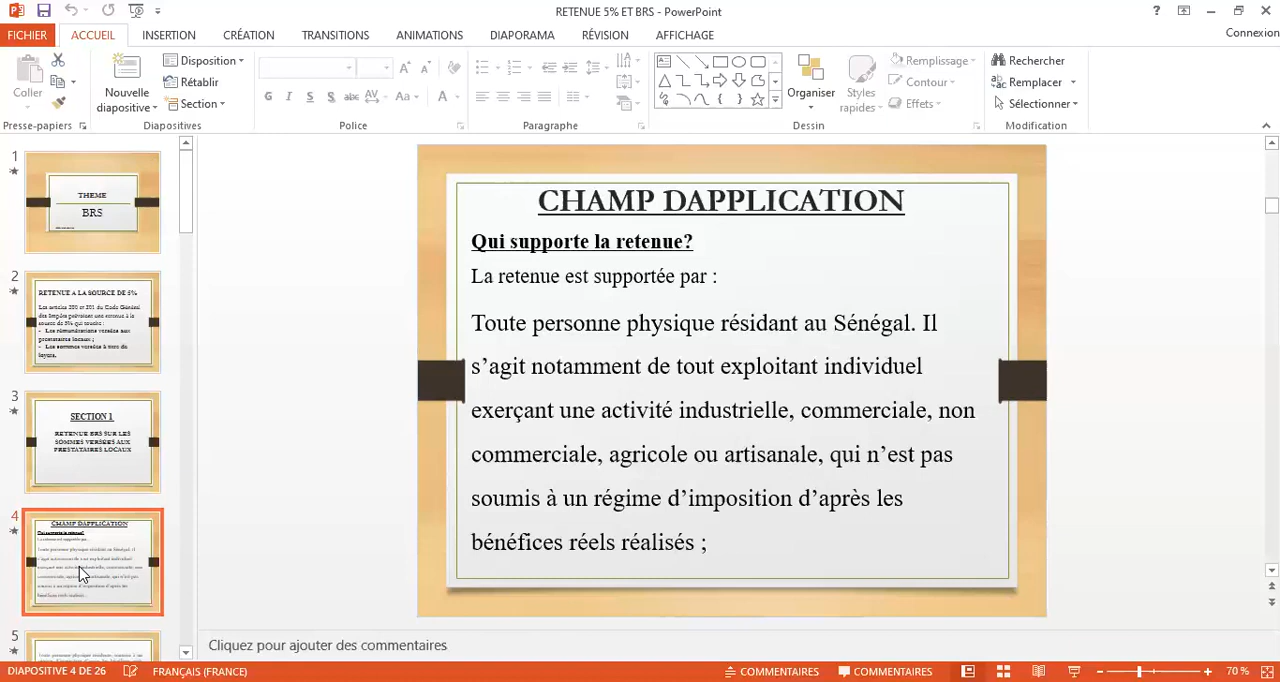 RETENUE 5% ET BRS - PowerPoint
FICHIER ACCUEIL INSERTION CRÉATION TRANSITIONS ANIMATIONS DIAPORAMA RÉVISION AFFICHAGE Connexion
Coller
Nouvelle diapositive
Disposition
Rétablir
Section
Organiser
Styles rapides
Remplissage
Contour
Effets
Rechercher
Remplacer
Sélectionner
Presse-papiers Diapositives Police Paragraphe Dessin Modification
1
THEME
BRS
2
RETENUE A LA SOURCE DE 5%
3
SECTION 1
RETENUE BRS SUR LES
SOMMES VERSÉES AUX
PRESTATAIRES LOCAUX
4
CHAMP DAPPLICATION
5
CHAMP DAPPLICATION
Qui supporte la retenue?
La retenue est supportée par :
Toute personne physique résidant au Sénégal. Il
s’agit notamment de tout exploitant individuel
exerçant une activité industrielle, commerciale, non
commerciale, agricole ou artisanale, qui n’est pas
soumis à un régime d’imposition d’après les
bénéfices réels réalisés ;
Cliquez pour ajouter des commentaires
DIAPOSITIVE 4 DE 26 FRANÇAIS (FRANCE) COMMENTAIRES COMMENTAIRES 70 %